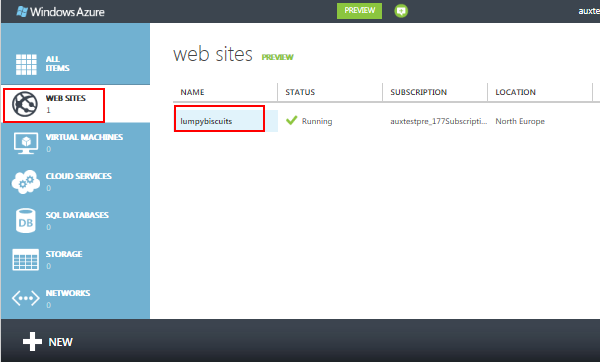 Windows Azure
PREVIEW
auxte
ALL
ITEMS
WEB SITES
1
VIRTUAL MACHINES
0
CLOUD SERVICES
0
SQL DATABASES
0
DB
STORAGE
0
NETWORKS
0
web sites PREVIEW
NAME STATUS SUBSCRIPTION LOCATION
lumpybiscuits Running auxtestpre_177Subscripti... North Europe
NEW